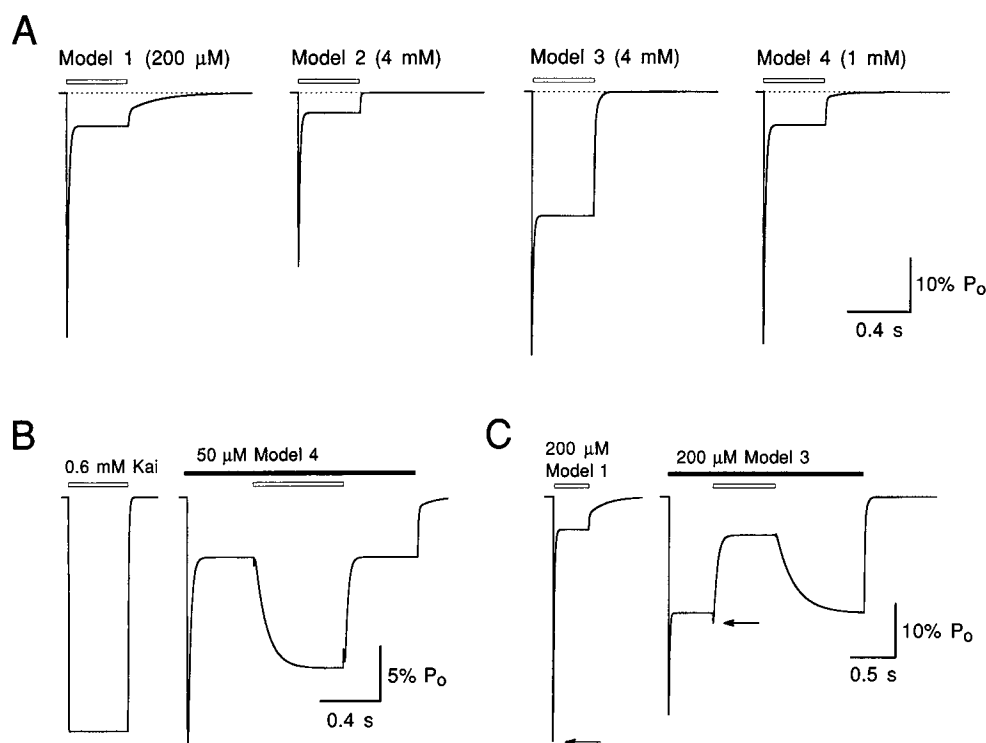 A
Model 1 (200 μM)
Model 2 (4 mM)
Model 3 (4 mM)
Model 4 (1 mM)
10% Po
0.4 s
B
0.6 mM Kai
50 μM Model 4
5% Po
0.4 s
C
200 μM
Model 1
200 μM Model 3
10% Po
0.5 s